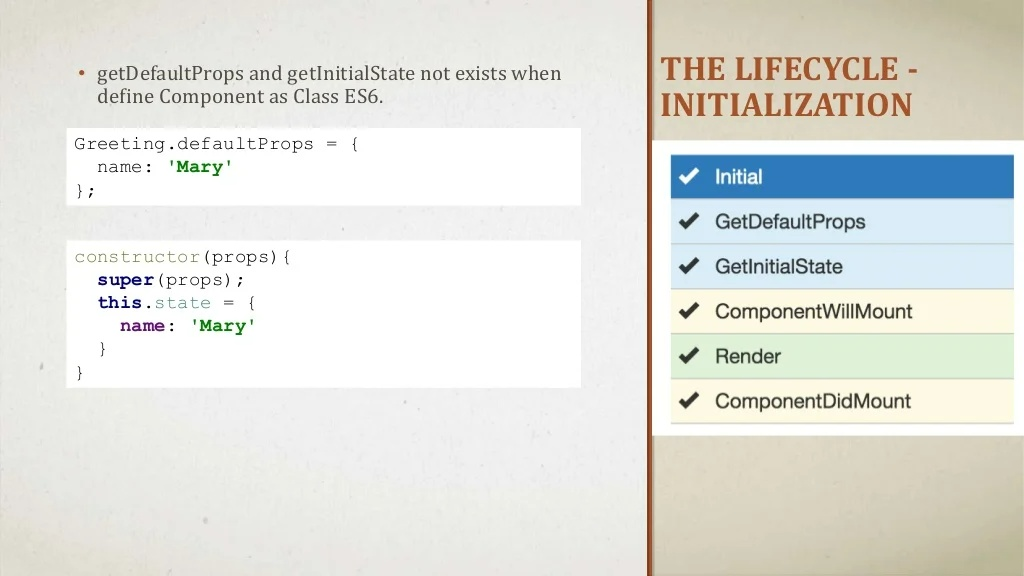 • getDefaultProps and getInitialState not exists when
define Component as Class ES6.
Greeting.defaultProps = {
  name: 'Mary'
};
constructor(props){
  super(props);
  this.state = {
    name: 'Mary'
  }
}
THE LIFECYCLE -
INITIALIZATION
✔ Initial
✔ GetDefaultProps
✔ GetInitialState
✔ ComponentWillMount
✔ Render
✔ ComponentDidMount